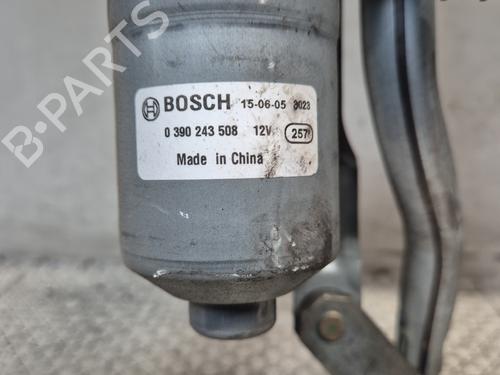 BOSCH 15-06-05 3023
0 390 243 508 12V 257
Made in China
B-PARTS